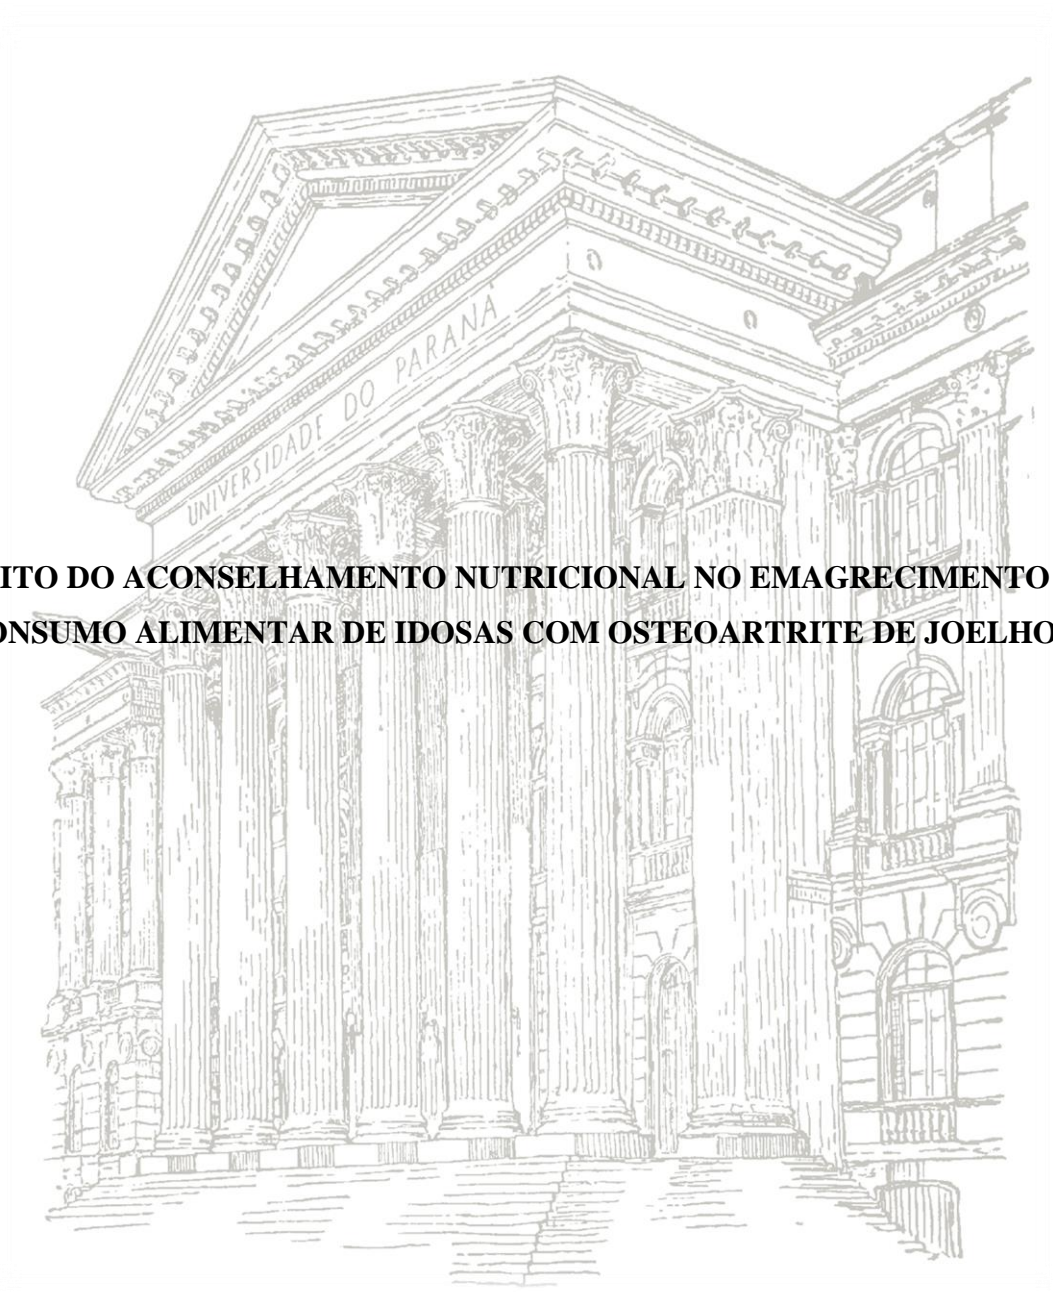 UNIVERSIDADE DO PARANÁ
ITO DO ACONSELHAMENTO NUTRICIONAL NO EMAGRECIMENTO
ONSUMO ALIMENTAR DE IDOSAS COM OSTEOARTRITE DE JOELHO